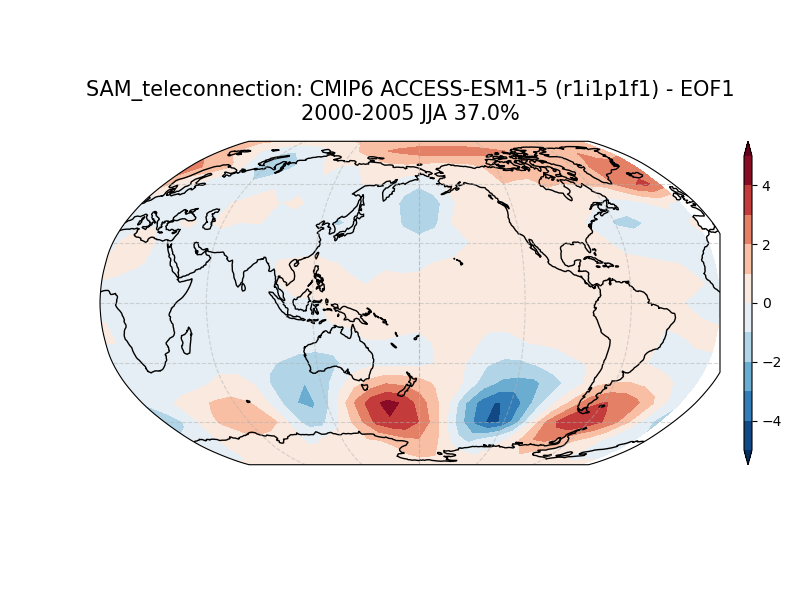 SAM_teleconnection: CMIP6 ACCESS-ESM1-5 (r1i1p1f1) - EOF1
2000-2005 JJA 37.0%
4
2
0
−2
−4